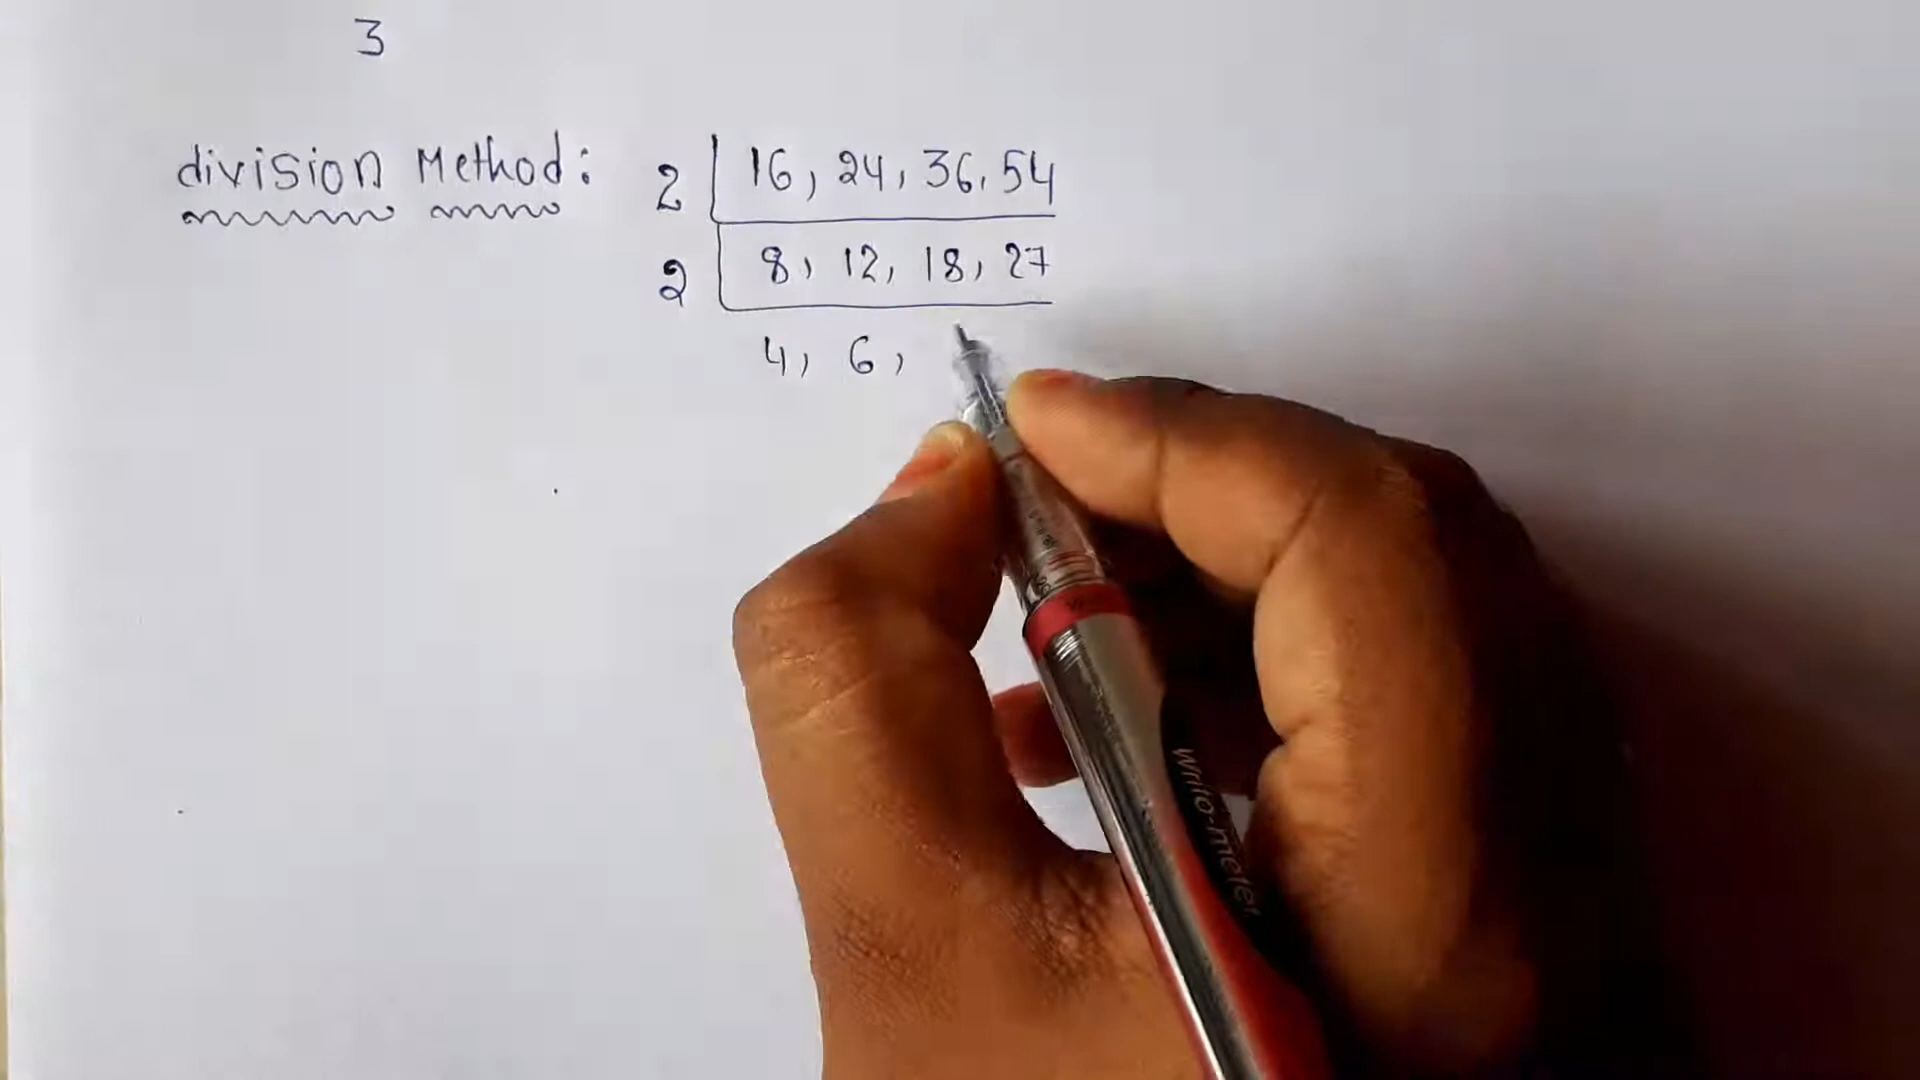 3
division Method: 2 16, 24, 36, 54
2 8, 12, 18, 27
4, 6,
writo-meter